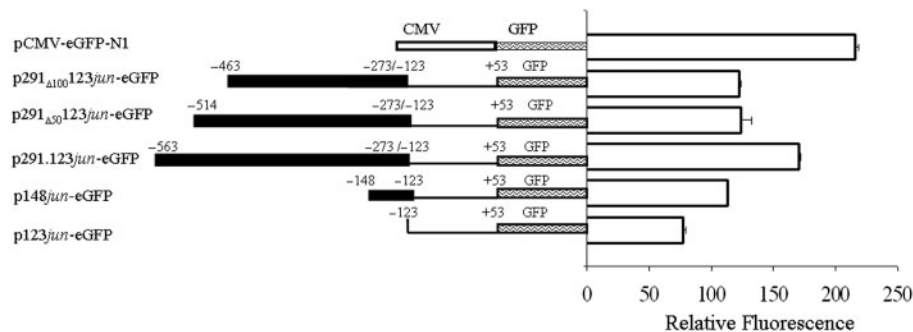 CMV GFP
pCMV-eGFP-N1
−463 −273/−123 +53 GFP
p291Δ100123jun-eGFP
−514 −273/−123 +53 GFP
p291Δ50123jun-eGFP
−563 −273/−123 +53 GFP
p291.123jun-eGFP
−148 −123 +53 GFP
p148jun-eGFP
−123 +53 GFP
p123jun-eGFP
0 50 100 150 200 250
Relative Fluorescence